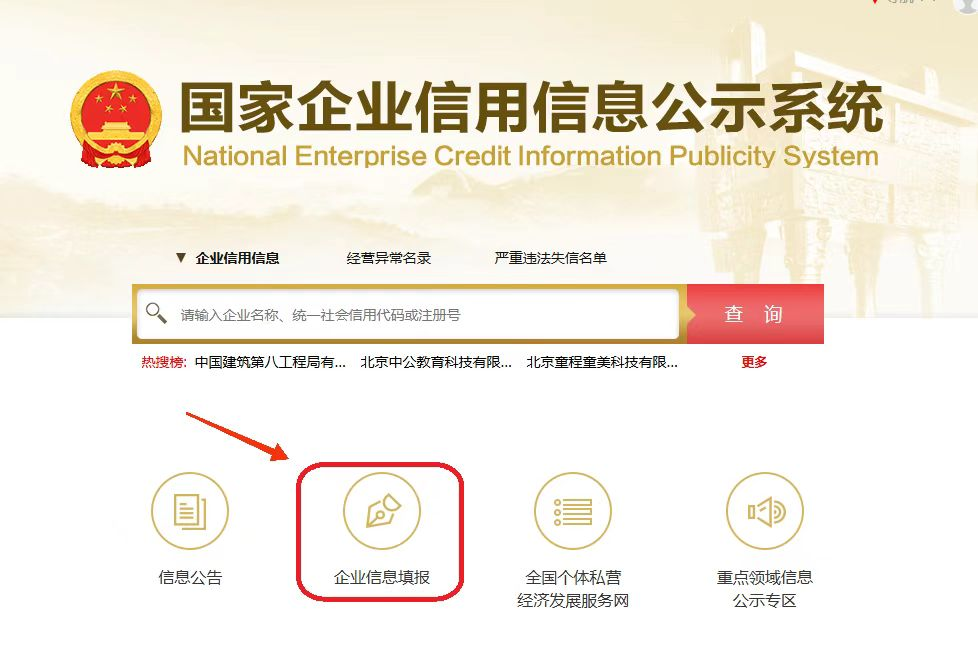 国家企业信用信息公示系统
National Enterprise Credit Information Publicity System
▼ 企业信用信息 经营异常名录 严重违法失信名单
请输入企业名称、统一社会信用代码或注册号 查 询
热搜榜: 中国建筑第八工程局有... 北京中公教育科技有限... 北京童程童美科技有限... 更多
信息公告 企业信息填报 全国个体私营 重点领域信息
经济发展服务网 公示专区